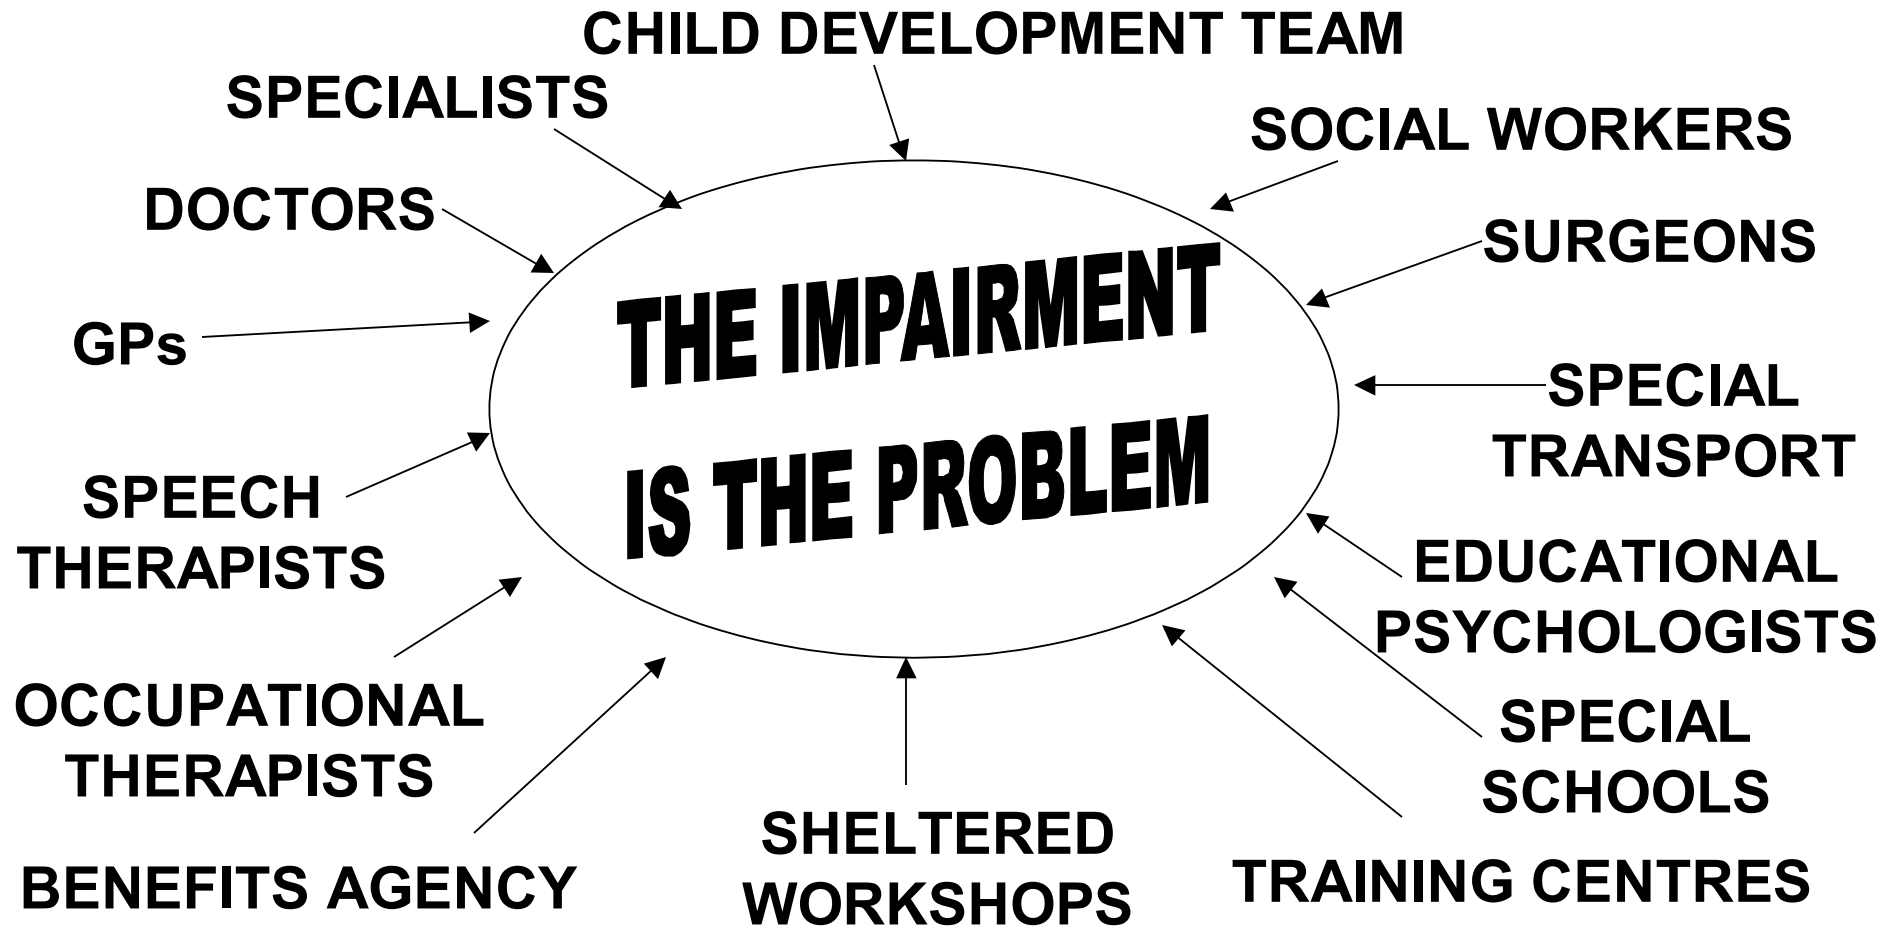 CHILD DEVELOPMENT TEAM
SPECIALISTS
SOCIAL WORKERS
DOCTORS
SURGEONS
THE IMPAIRMENT
IS THE PROBLEM
GPs
SPECIAL
TRANSPORT
SPEECH
THERAPISTS
EDUCATIONAL
PSYCHOLOGISTS
OCCUPATIONAL
THERAPISTS
SPECIAL
SCHOOLS
BENEFITS AGENCY
SHELTERED
WORKSHOPS
TRAINING CENTRES